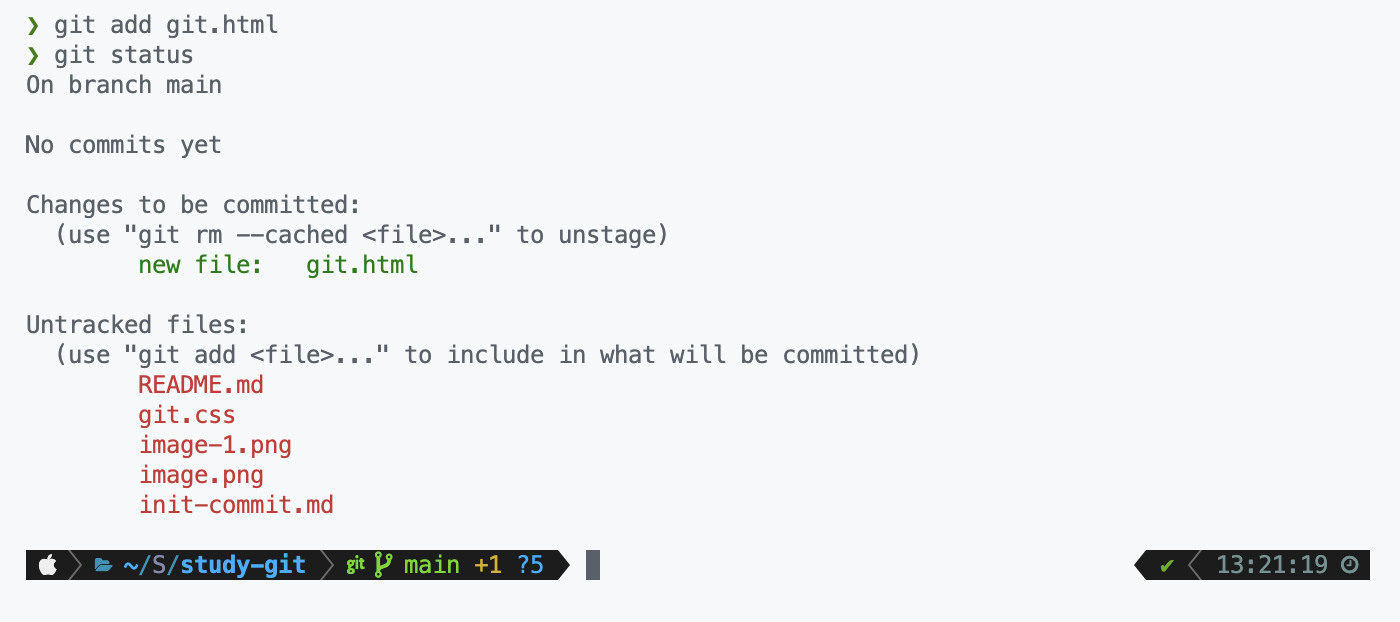 ❯ git add git.html
❯ git status
On branch main
No commits yet
Changes to be committed:
  (use "git rm --cached <file>..." to unstage)
        new file:   git.html
Untracked files:
  (use "git add <file>..." to include in what will be committed)
        README.md
        git.css
        image-1.png
        image.png
        init-commit.md
~/S/study-git git main +1 ?5 ✔ 13:21:19